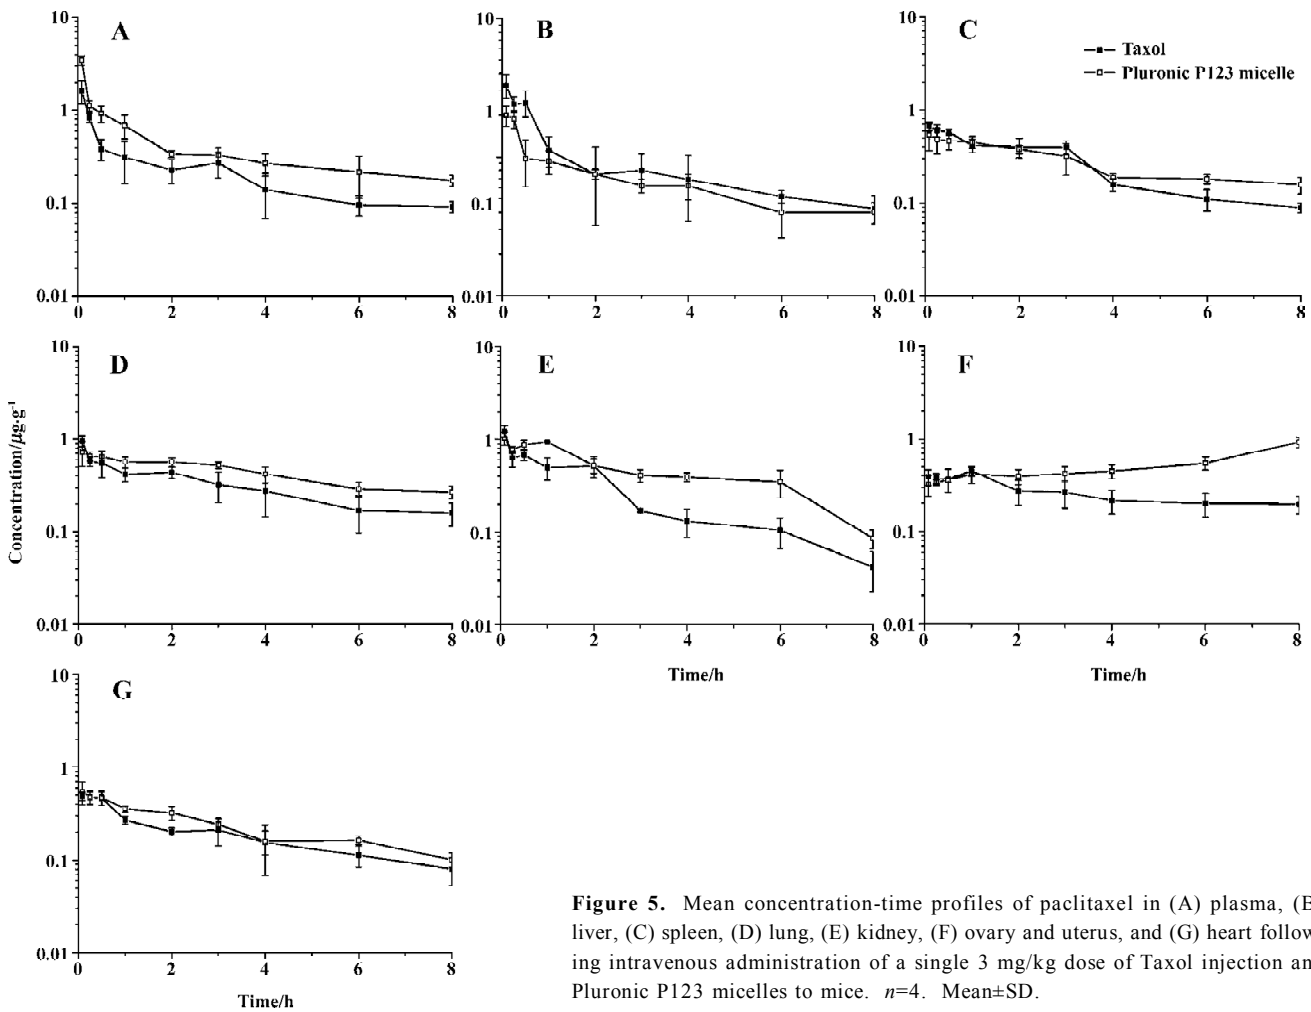 A
B
C
Taxol
Pluronic P123 micelle
10
1
0.1
0.01
0 2 4 6 8
10
1
0.1
0.01
0 2 4 6 8
10
1
0.1
0.01
0 2 4 6 8
D
E
F
Concentration/μg·g⁻¹
10
1
0.1
0.01
0 2 4 6 8
10
1
0.1
0.01
0 2 4 6 8
Time/h
10
1
0.1
0.01
0 2 4 6 8
Time/h
G
10
1
0.1
0.01
0 2 4 6 8
Time/h
Figure 5. Mean concentration-time profiles of paclitaxel in (A) plasma, (B
liver, (C) spleen, (D) lung, (E) kidney, (F) ovary and uterus, and (G) heart follow
ing intravenous administration of a single 3 mg/kg dose of Taxol injection an
Pluronic P123 micelles to mice. n=4. Mean±SD.